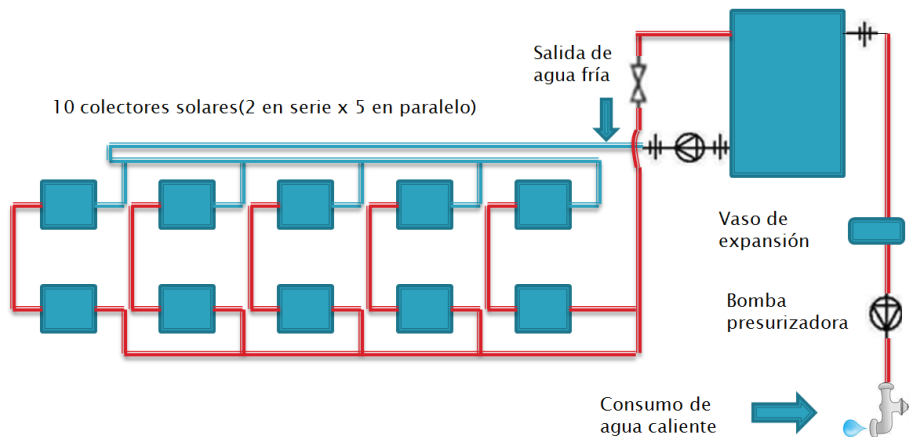 Salida de
agua fría
10 colectores solares(2 en serie x 5 en paralelo)
Vaso de
expansión
Bomba
presurizadora
Consumo de
agua caliente